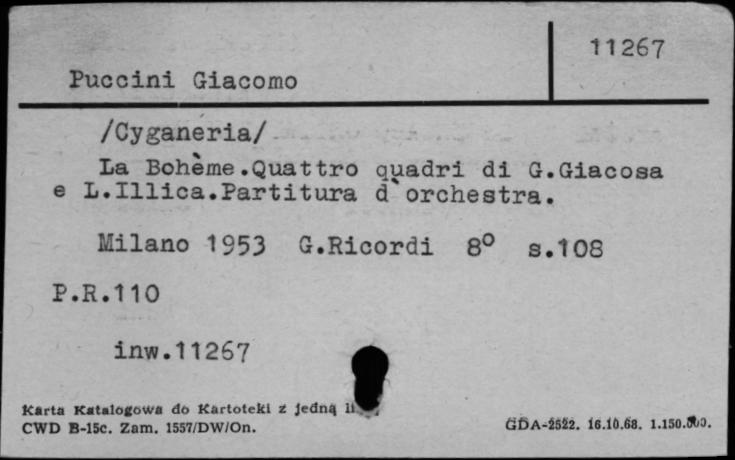 11267
Puccini Giacomo
/Cyganeria/
La Bohème.Quattro quadri di G.Giacosa
e L.Illica.Partitura d`orchestra.
Milano 1953 G.Ricordi 8º s.108
P.R.110
inw.11267
Karta Katalogowa do Kartoteki z jedną
CWD B-15c. Zam. 1557/DW/On.
GDA-2522. 16.10.68.